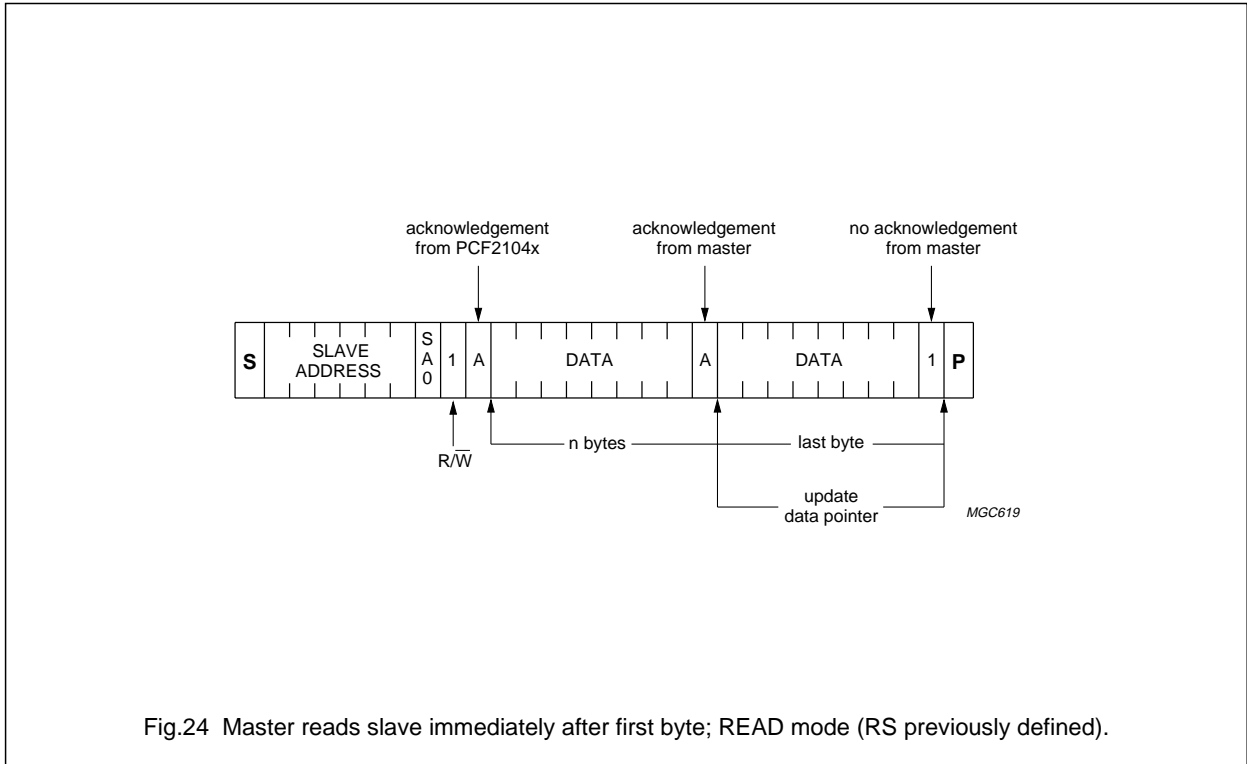 acknowledgement
from PCF2104x
acknowledgement
from master
no acknowledgement
from master
S
SLAVE
ADDRESS
S
A
0
1
A
DATA
A
DATA
1
P
R/W̅
n bytes
last byte
update
data pointer
MGC619
Fig.24 Master reads slave immediately after first byte; READ mode (RS previously defined).